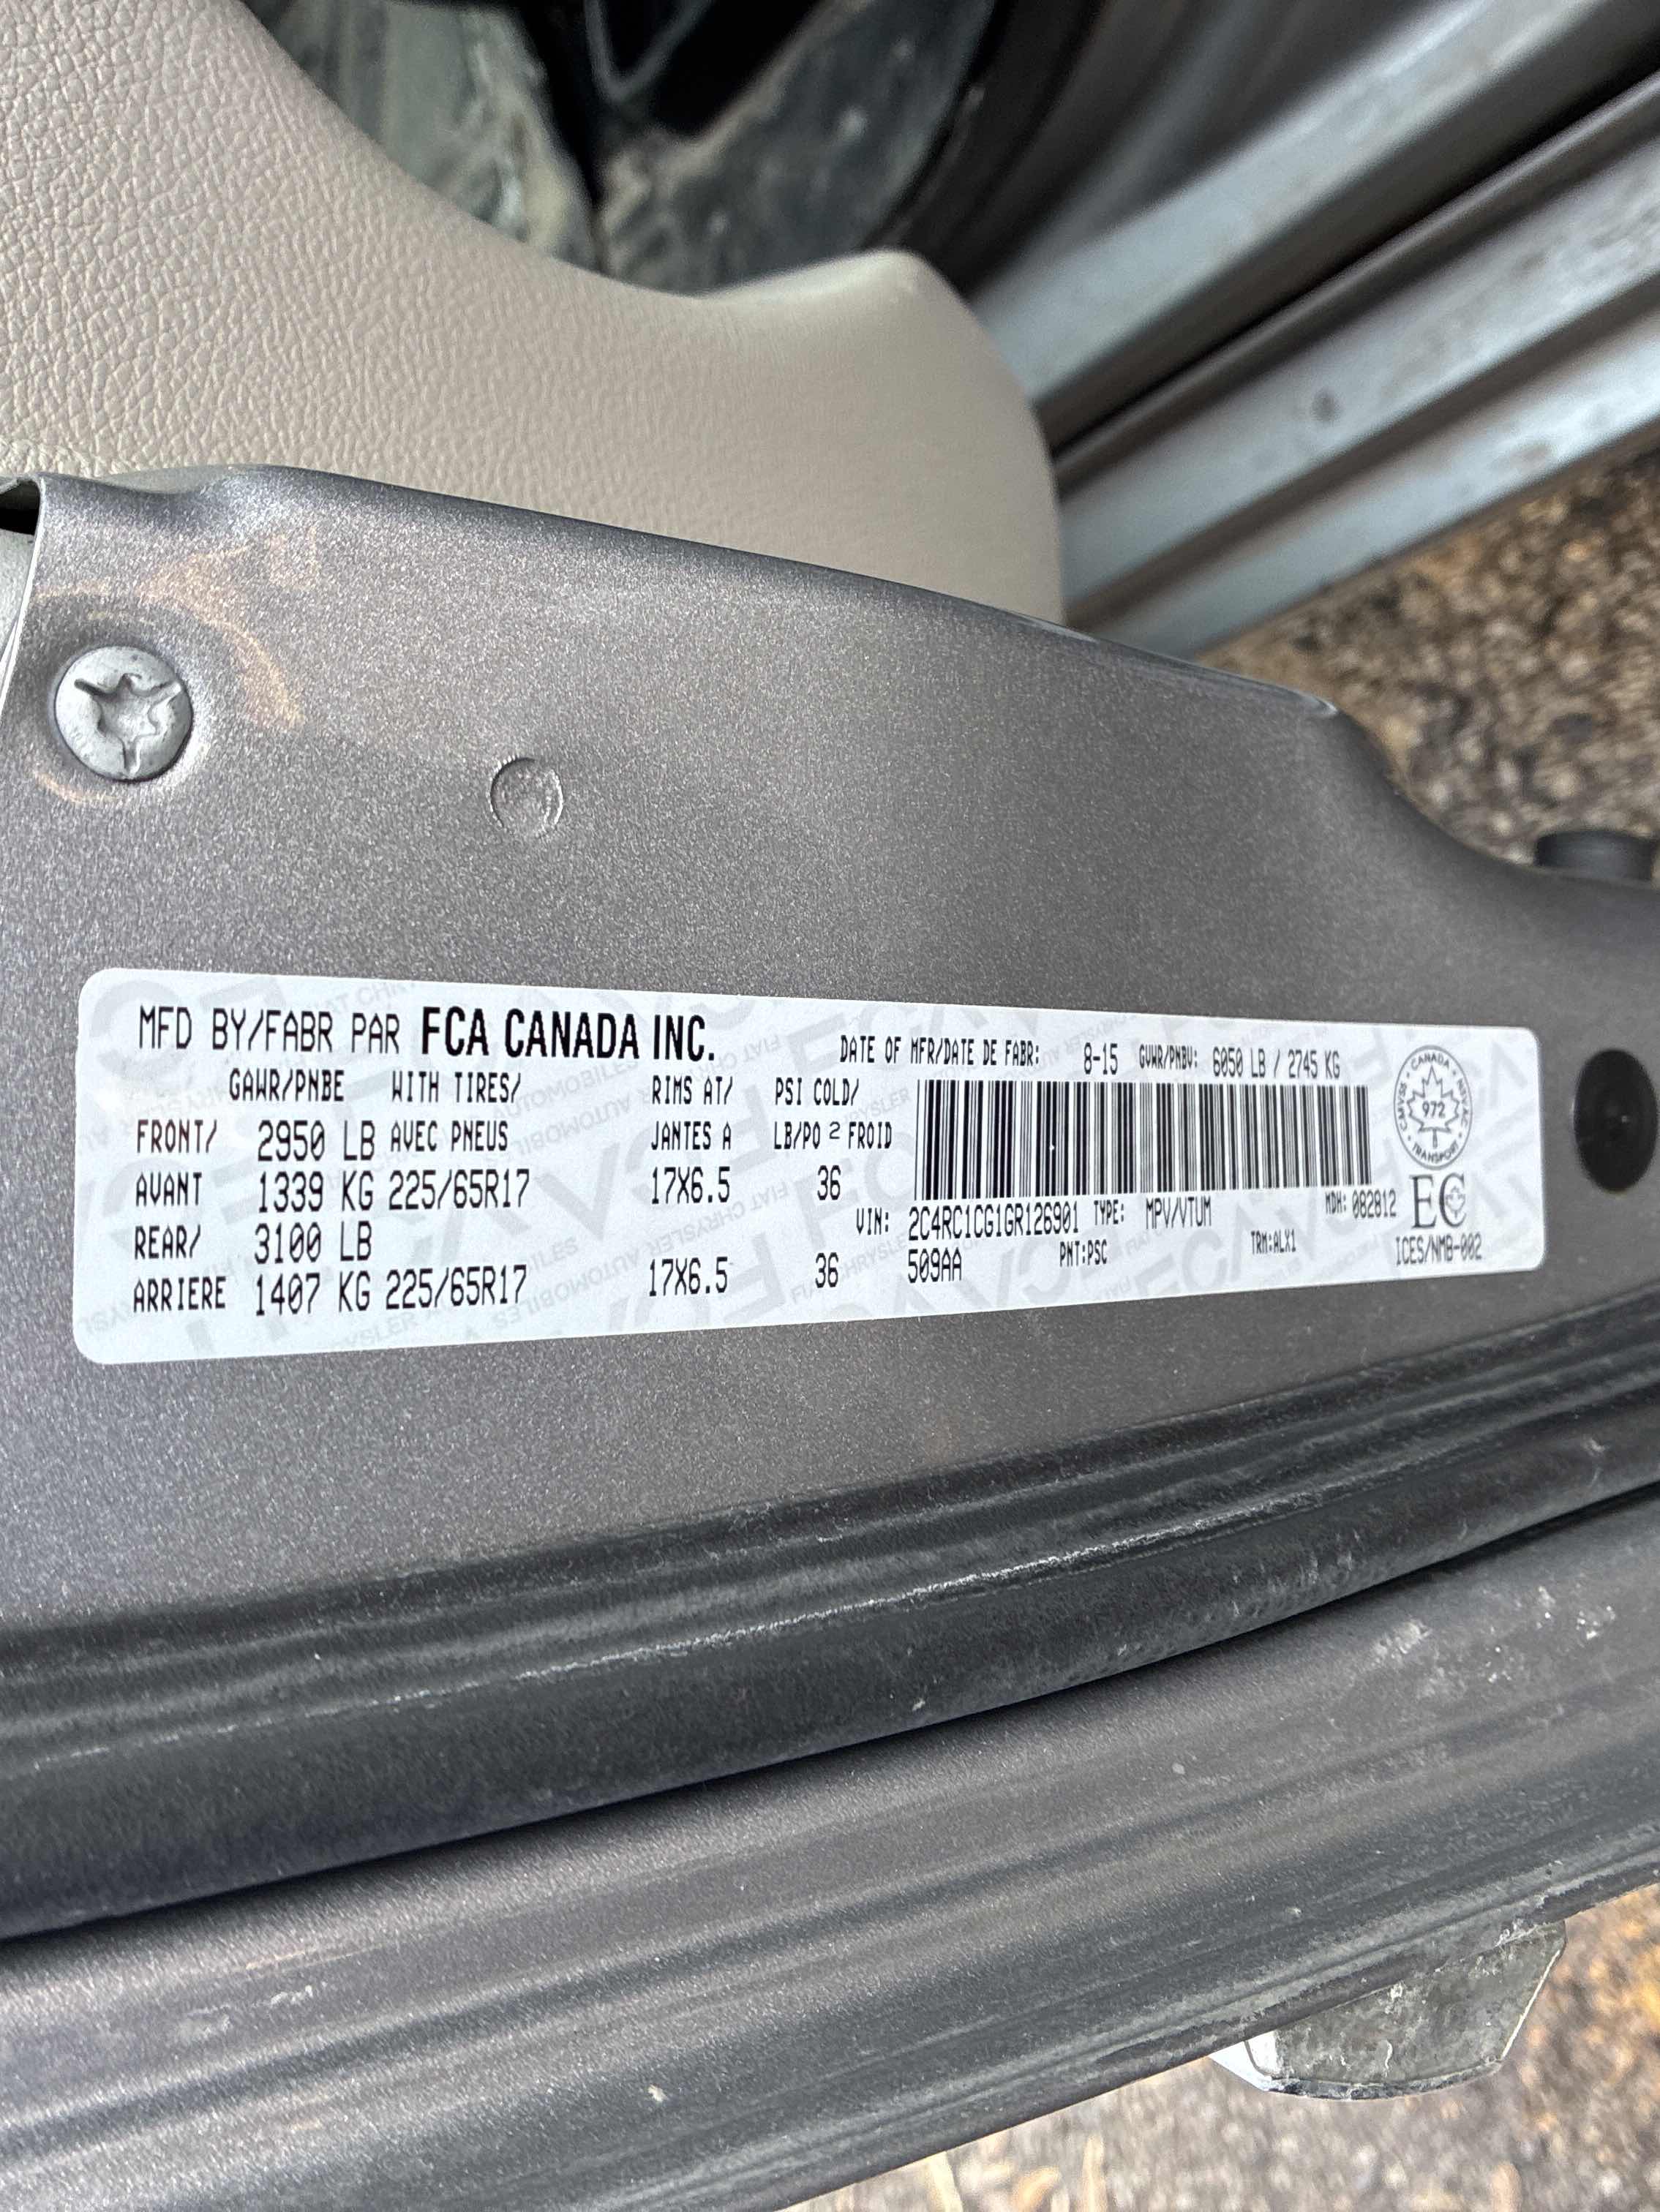 MFD BY/FABR PAR FCA CANADA INC.
DATE OF MFR/DATE DE FABR: 8-15 GVWR/PNBV: 6050 LB / 2745 KG
GAWR/PNBE WITH TIRES/ RIMS AT/ PSI COLD/
FRONT/ 2950 LB AVEC PNEUS JANTES A LB/PO 2 FROID
AVANT 1339 KG 225/65R17 17X6.5 36
REAR/ 3100 LB
ARRIERE 1407 KG 225/65R17 17X6.5 36
VIN: 2C4RC1CG1GR126901 TYPE: MPV/VTUM MDH: 082812
509AA PNT:PSC TRM:ALX1
CANADA
CMVSS · NSVAC
972
TRANSPORT
EC
ICES/NMB-002